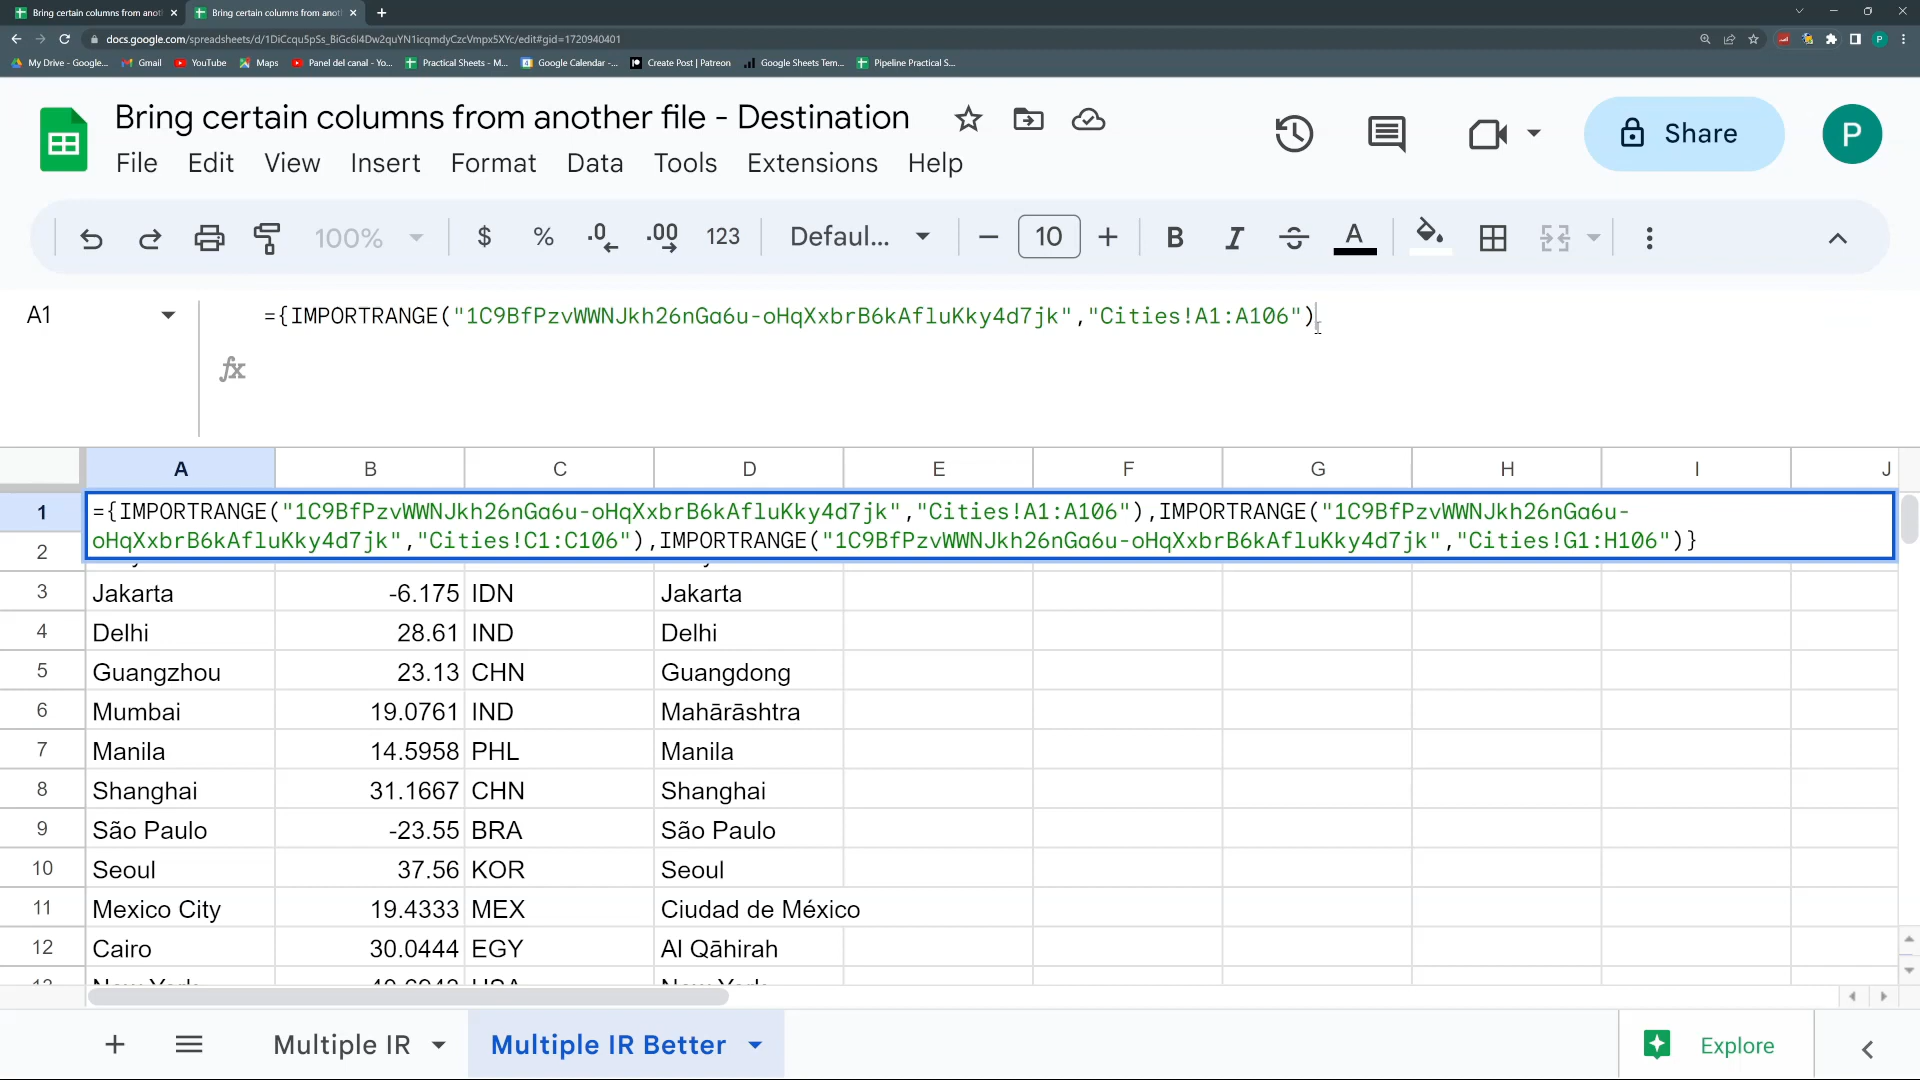 Bring certain columns from anot
Bring certain columns from anot
docs.google.com/spreadsheets/d/1DiCcqu5pSs_BiGc6l4Dw2quYN1icqmdyCzcVmpx5XYc/edit#gid=1720940401
My Drive - Google...
Gmail
YouTube
Maps
Panel del canal - Yo...
Practical Sheets - M...
Google Calendar -...
Create Post | Patreon
Google Sheets Tem...
Pipeline Practical S...
Bring certain columns from another file - Destination
Share
P
File Edit View Insert Format Data Tools Extensions Help
100% $ % .0 .00 123 Defaul... 10 B I S A
A1
={IMPORTRANGE("1C9BfPzvWWNJkh26nGa6u-oHqXxbrB6kAfluKky4d7jk","Cities!A1:A106")
fx
A B C D E F G H I J
1 ={IMPORTRANGE("1C9BfPzvWWNJkh26nGa6u-oHqXxbrB6kAfluKky4d7jk","Cities!A1:A106"),IMPORTRANGE("1C9BfPzvWWNJkh26nGa6u-
2 oHqXxbrB6kAfluKky4d7jk","Cities!C1:C106"),IMPORTRANGE("1C9BfPzvWWNJkh26nGa6u-oHqXxbrB6kAfluKky4d7jk","Cities!G1:H106")}
3 Jakarta -6.175 IDN Jakarta
4 Delhi 28.61 IND Delhi
5 Guangzhou 23.13 CHN Guangdong
6 Mumbai 19.0761 IND Mahārāshtra
7 Manila 14.5958 PHL Manila
8 Shanghai 31.1667 CHN Shanghai
9 São Paulo -23.55 BRA São Paulo
10 Seoul 37.56 KOR Seoul
11 Mexico City 19.4333 MEX Ciudad de México
12 Cairo 30.0444 EGY Al Qāhirah
Multiple IR
Multiple IR Better
Explore